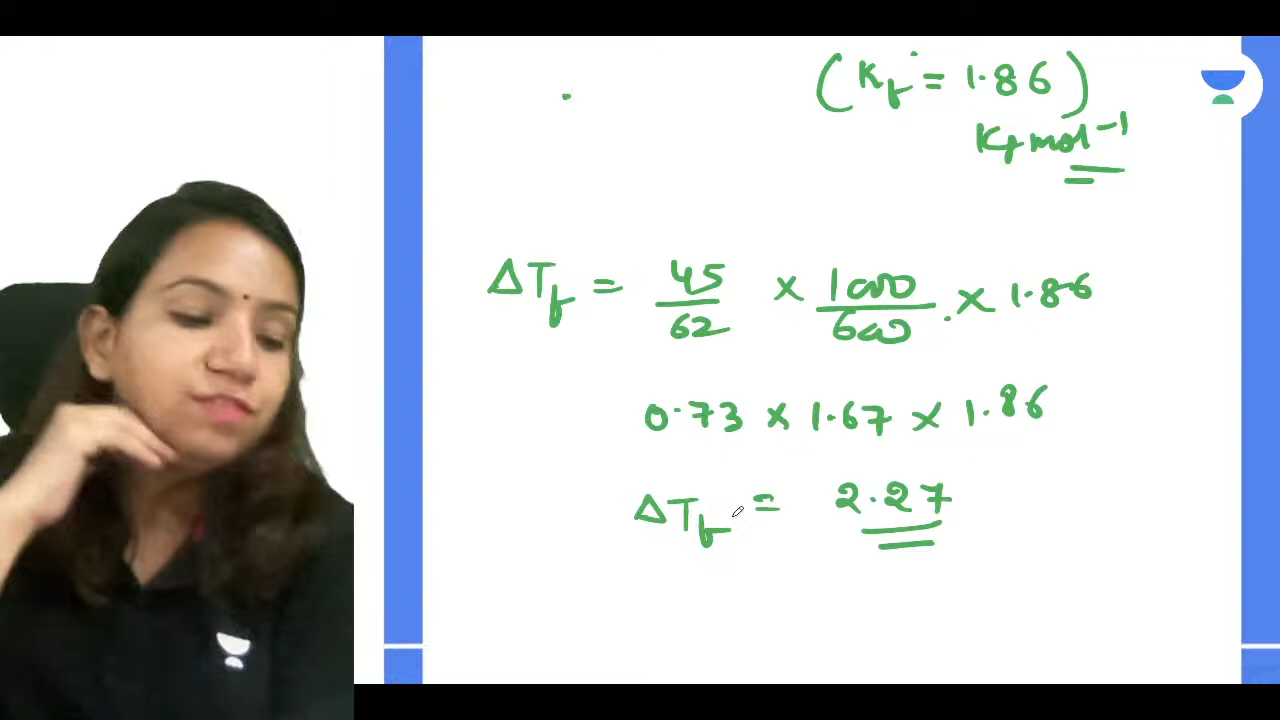 (Kf = 1.86)
Kg mol⁻¹
ΔTf = 45/62 × 1000/600 × 1.86
0.73 × 1.67 × 1.86
ΔTf = 2.27